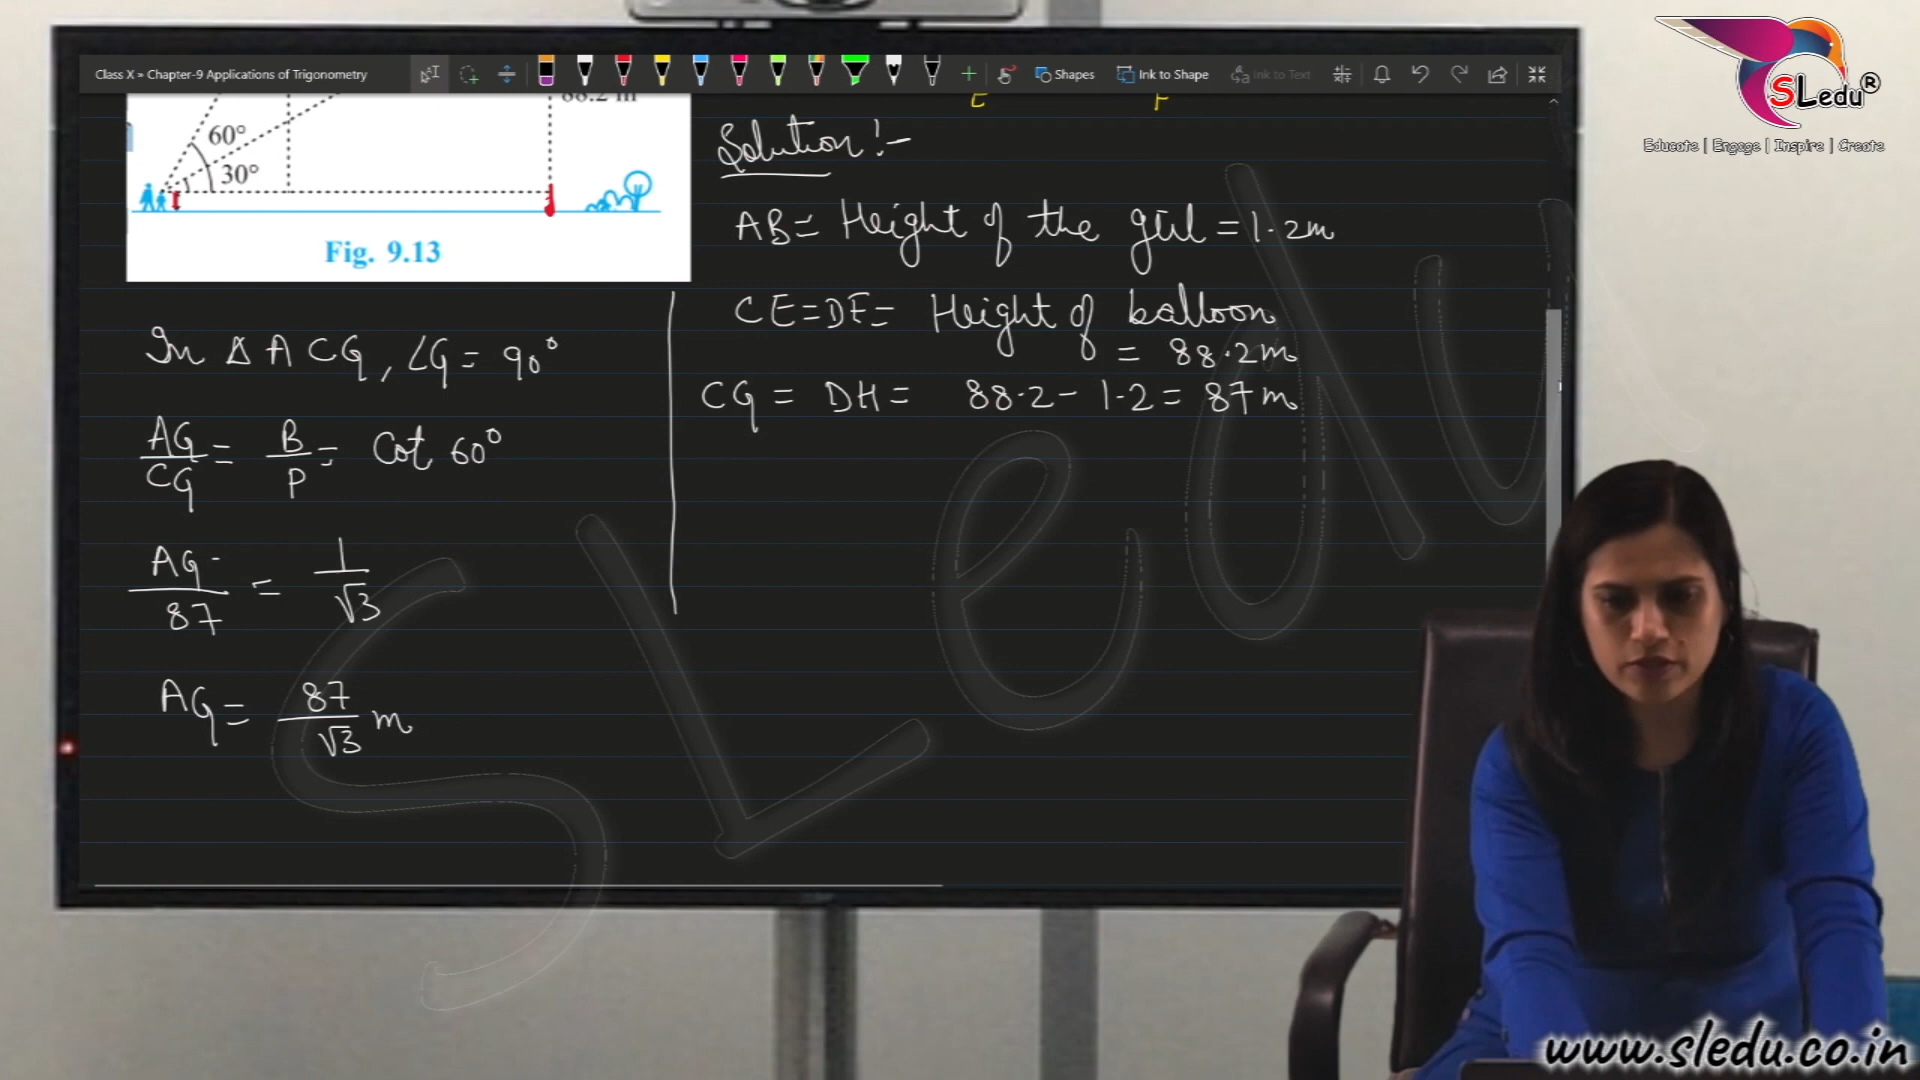 Class X » Chapter-9 Applications of Trigonometry
Shapes
Ink to Shape
Ink to Text
SLedu®
Educate | Engage | Inspire | Create
88.2 m
60°
30°
Fig. 9.13
E F
Solution:-
AB = Height of the girl = 1.2m
CE = DF = Height of balloon
= 88.2m
CG = DH = 88.2 - 1.2 = 87m
In Δ ACG, ∠G = 90°
AG/CG = B/P = Cot 60°
AG/87 = 1/√3
AG = 87/√3 m
SLedu
www.sledu.co.in